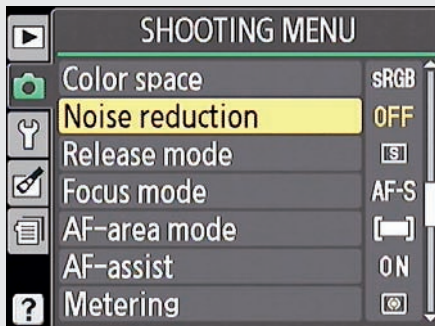 SHOOTING MENU
Color space sRGB
Noise reduction OFF
Release mode S
Focus mode AF-S
AF-area mode
AF-assist ON
Metering
?